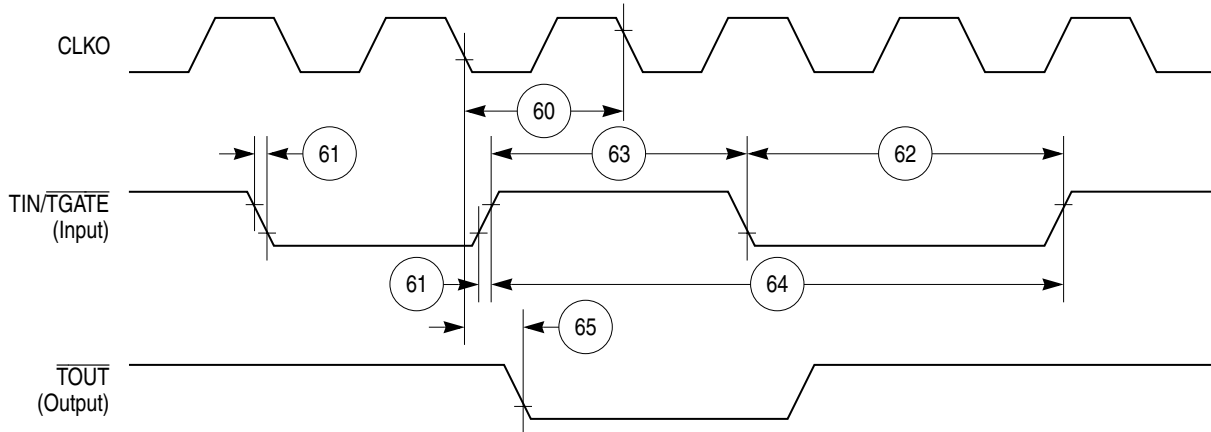 CLKO
60
61
63
62
TIN/TGATE
(Input)
61
64
65
TOUT
(Output)